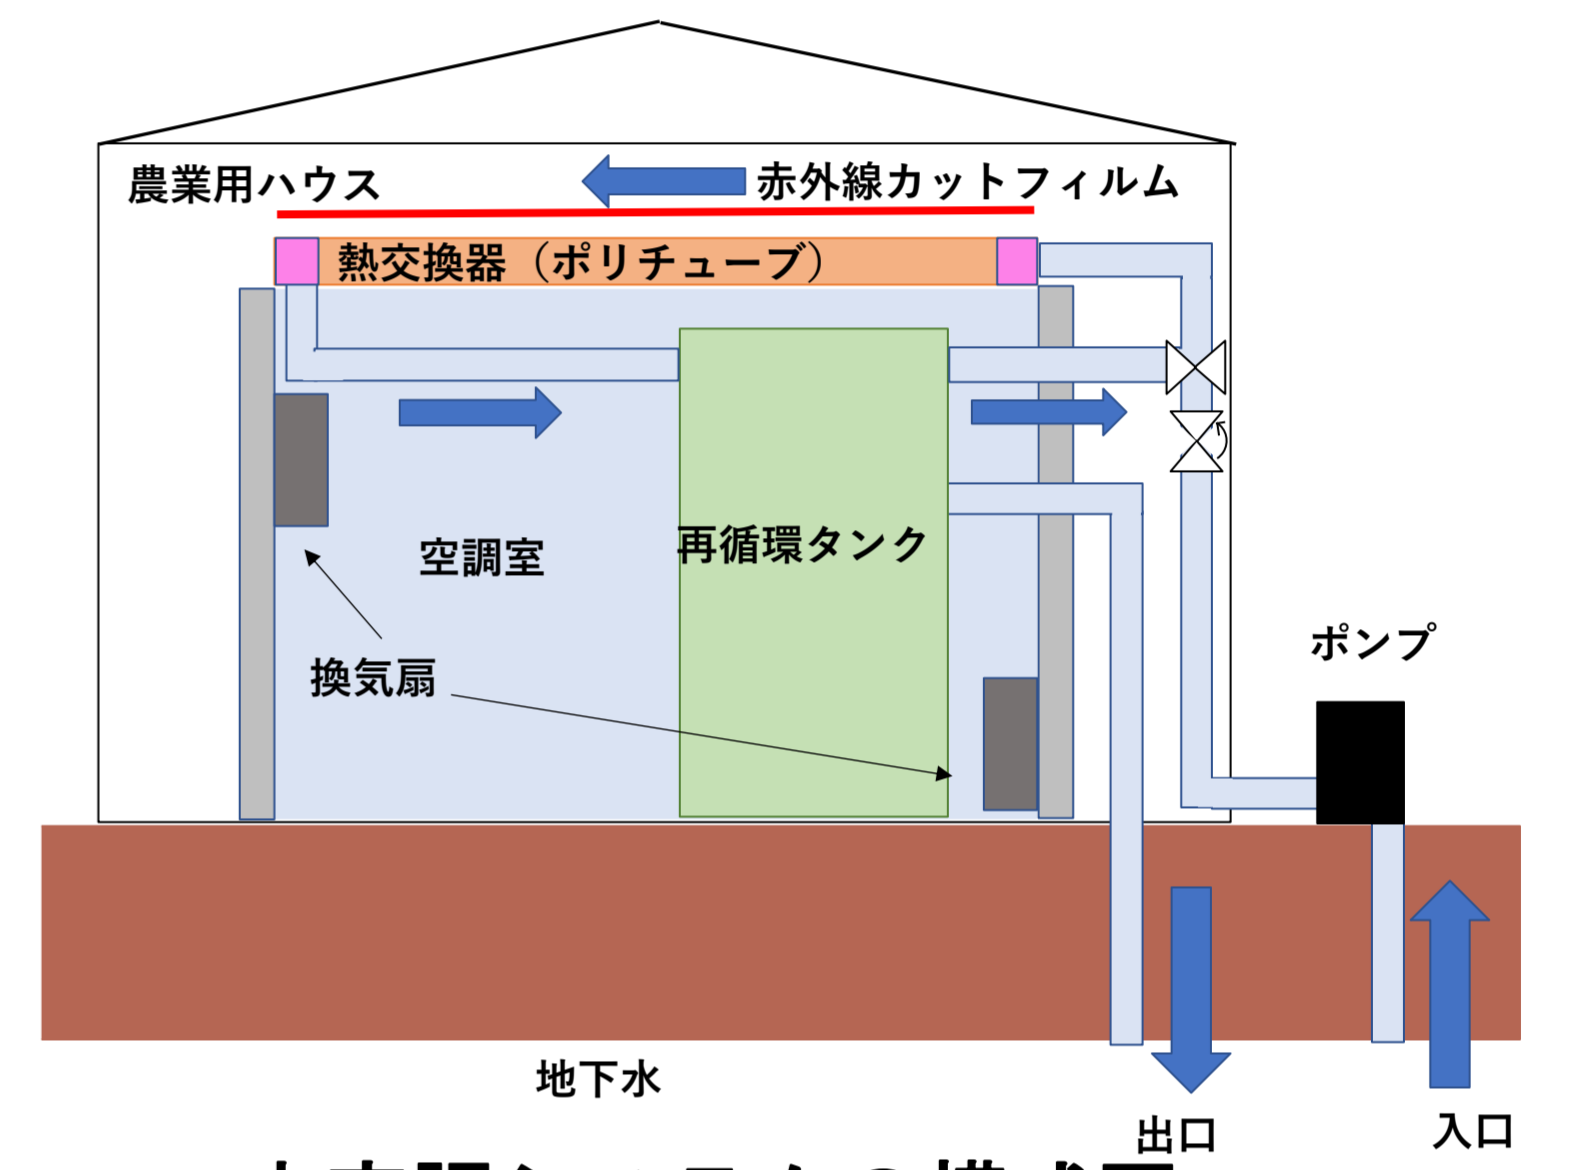 農業用ハウス
赤外線カットフィルム
熱交換器（ポリチューブ）
再循環タンク
空調室
換気扇
ポンプ
地下水
出口
入口